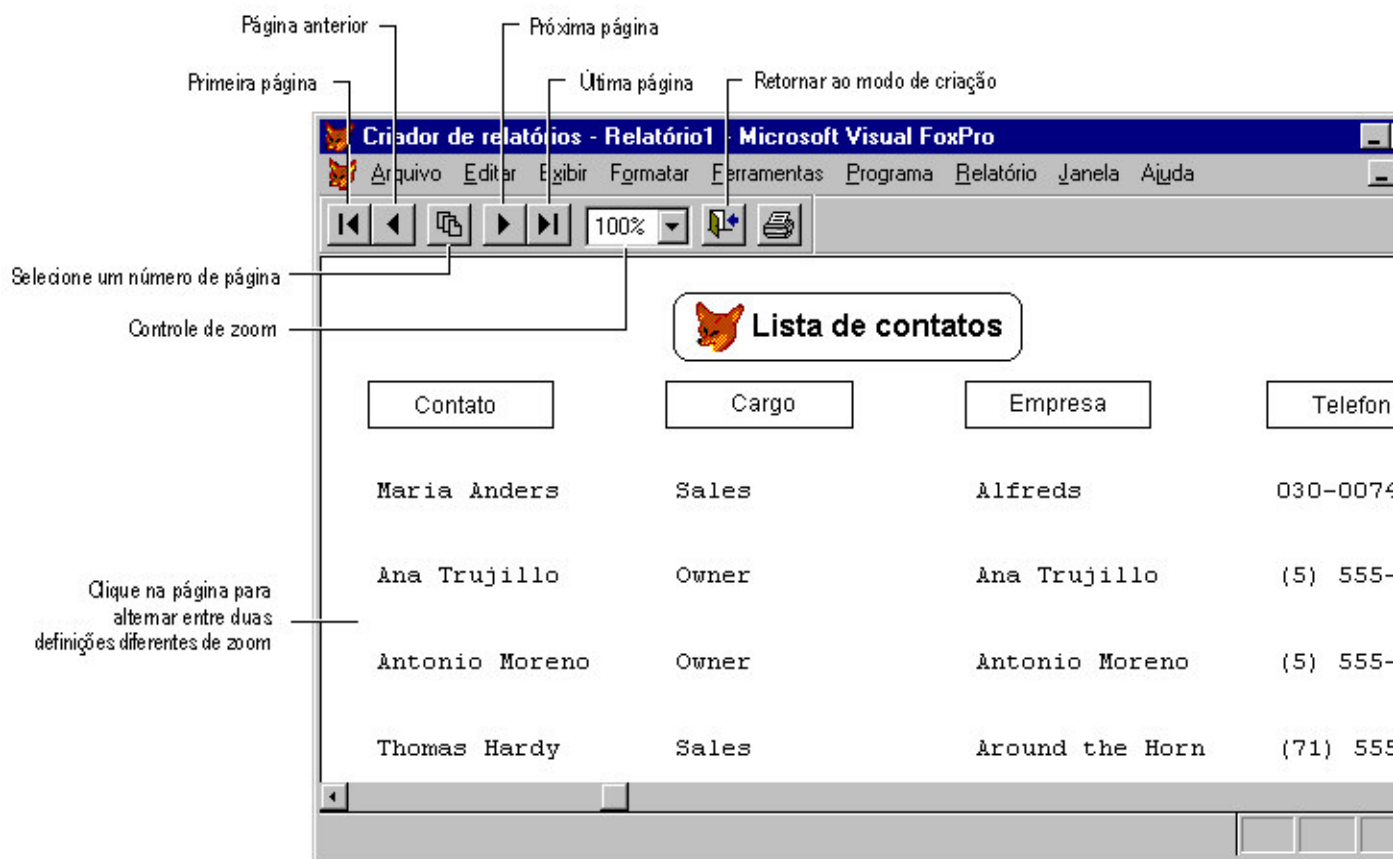 Página anterior
Próxima página
Primeira página
Última página
Retornar ao modo de criação
Criador de relatórios - Relatório1 - Microsoft Visual FoxPro
Arquivo Editar Exibir Formatar Ferramentas Programa Relatório Janela Ajuda
100%
Selecione um número de página
Controle de zoom
Lista de contatos
Contato Cargo Empresa Telefon
Maria Anders Sales Alfreds 030-0074
Ana Trujillo Owner Ana Trujillo (5) 555-
Clique na página para
alternar entre duas
definições diferentes de zoom
Antonio Moreno Owner Antonio Moreno (5) 555-
Thomas Hardy Sales Around the Horn (71) 555